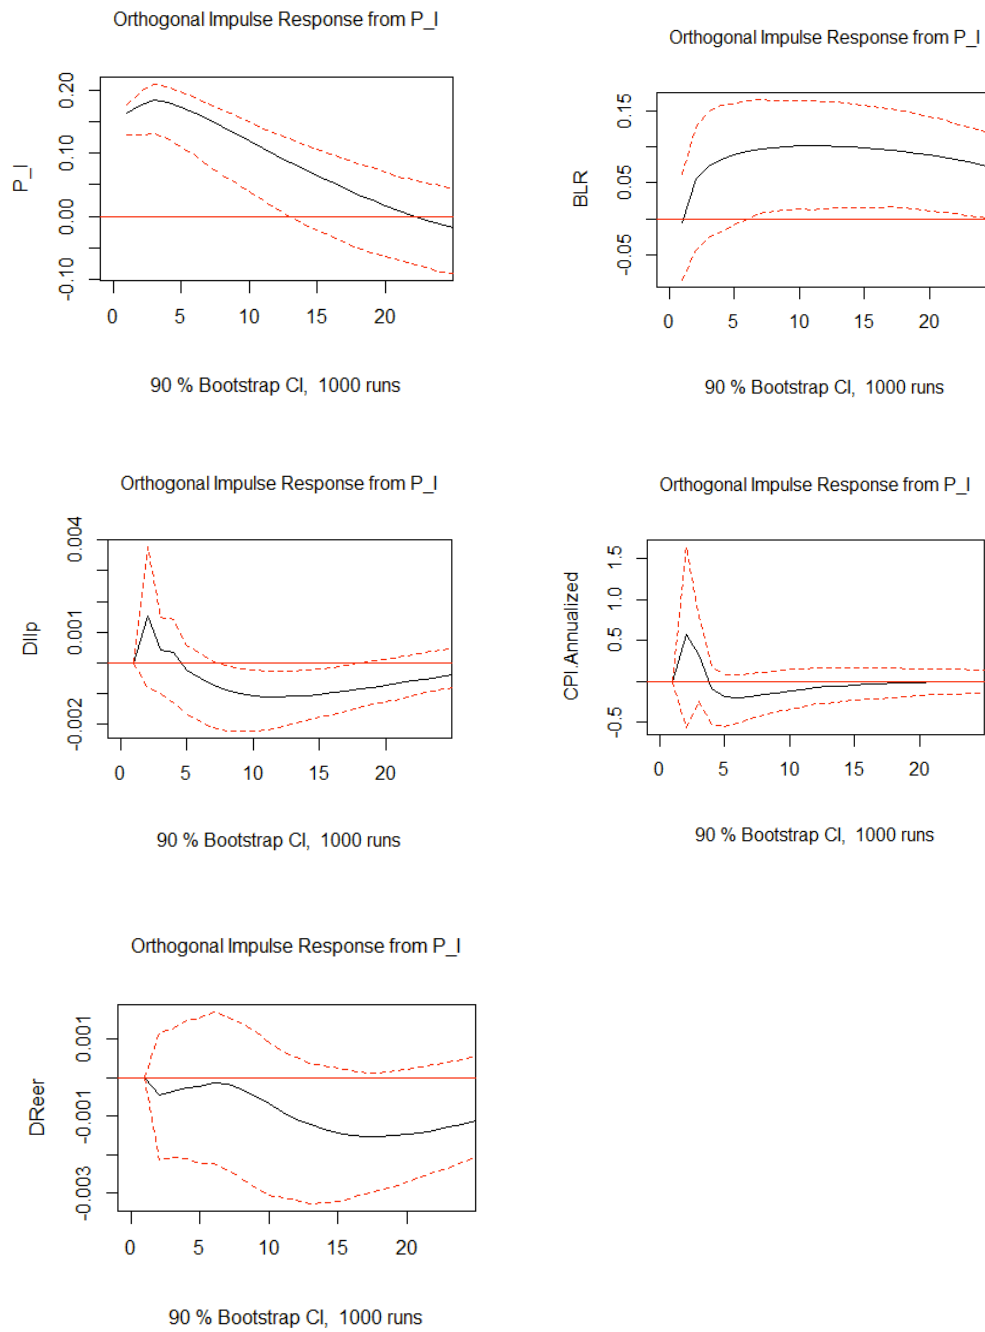 Orthogonal Impulse Response from P_I
P_I
0.20
0.10
0.00
-0.10
0 5 10 15 20
90 % Bootstrap CI, 1000 runs
Orthogonal Impulse Response from P_I
BLR
0.15
0.05
-0.05
0 5 10 15 20
90 % Bootstrap CI, 1000 runs
Orthogonal Impulse Response from P_I
DIIp
0.004
0.001
-0.002
0 5 10 15 20
90 % Bootstrap CI, 1000 runs
Orthogonal Impulse Response from P_I
CPI.Annualized
1.5
1.0
0.5
-0.5
0 5 10 15 20
90 % Bootstrap CI, 1000 runs
Orthogonal Impulse Response from P_I
DReer
0.001
-0.001
-0.003
0 5 10 15 20
90 % Bootstrap CI, 1000 runs